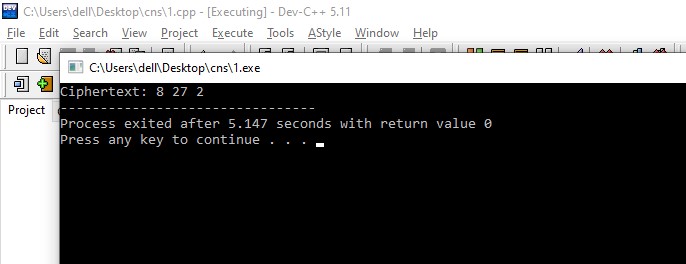 C:\Users\dell\Desktop\cns\1.cpp - [Executing] - Dev-C++ 5.11
File Edit Search View Project Execute Tools AStyle Window Help
C:\Users\dell\Desktop\cns\1.exe
Project
Ciphertext: 8 27 2
--------------------------------
Process exited after 5.147 seconds with return value 0
Press any key to continue . . .